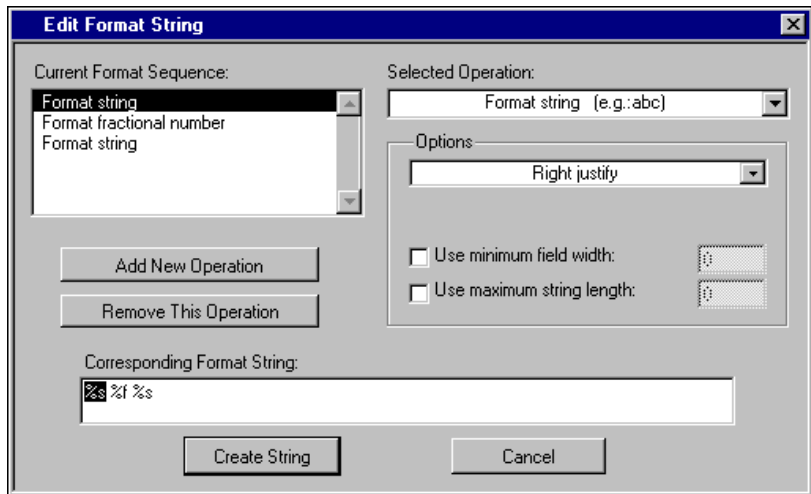 Edit Format String
Current Format Sequence:
Format string
Format fractional number
Format string
Add New Operation
Remove This Operation
Selected Operation:
Format string (e.g.:abc)
Options
Right justify
Use minimum field width:
0
Use maximum string length:
0
Corresponding Format String:
%s %f %s
Create String
Cancel